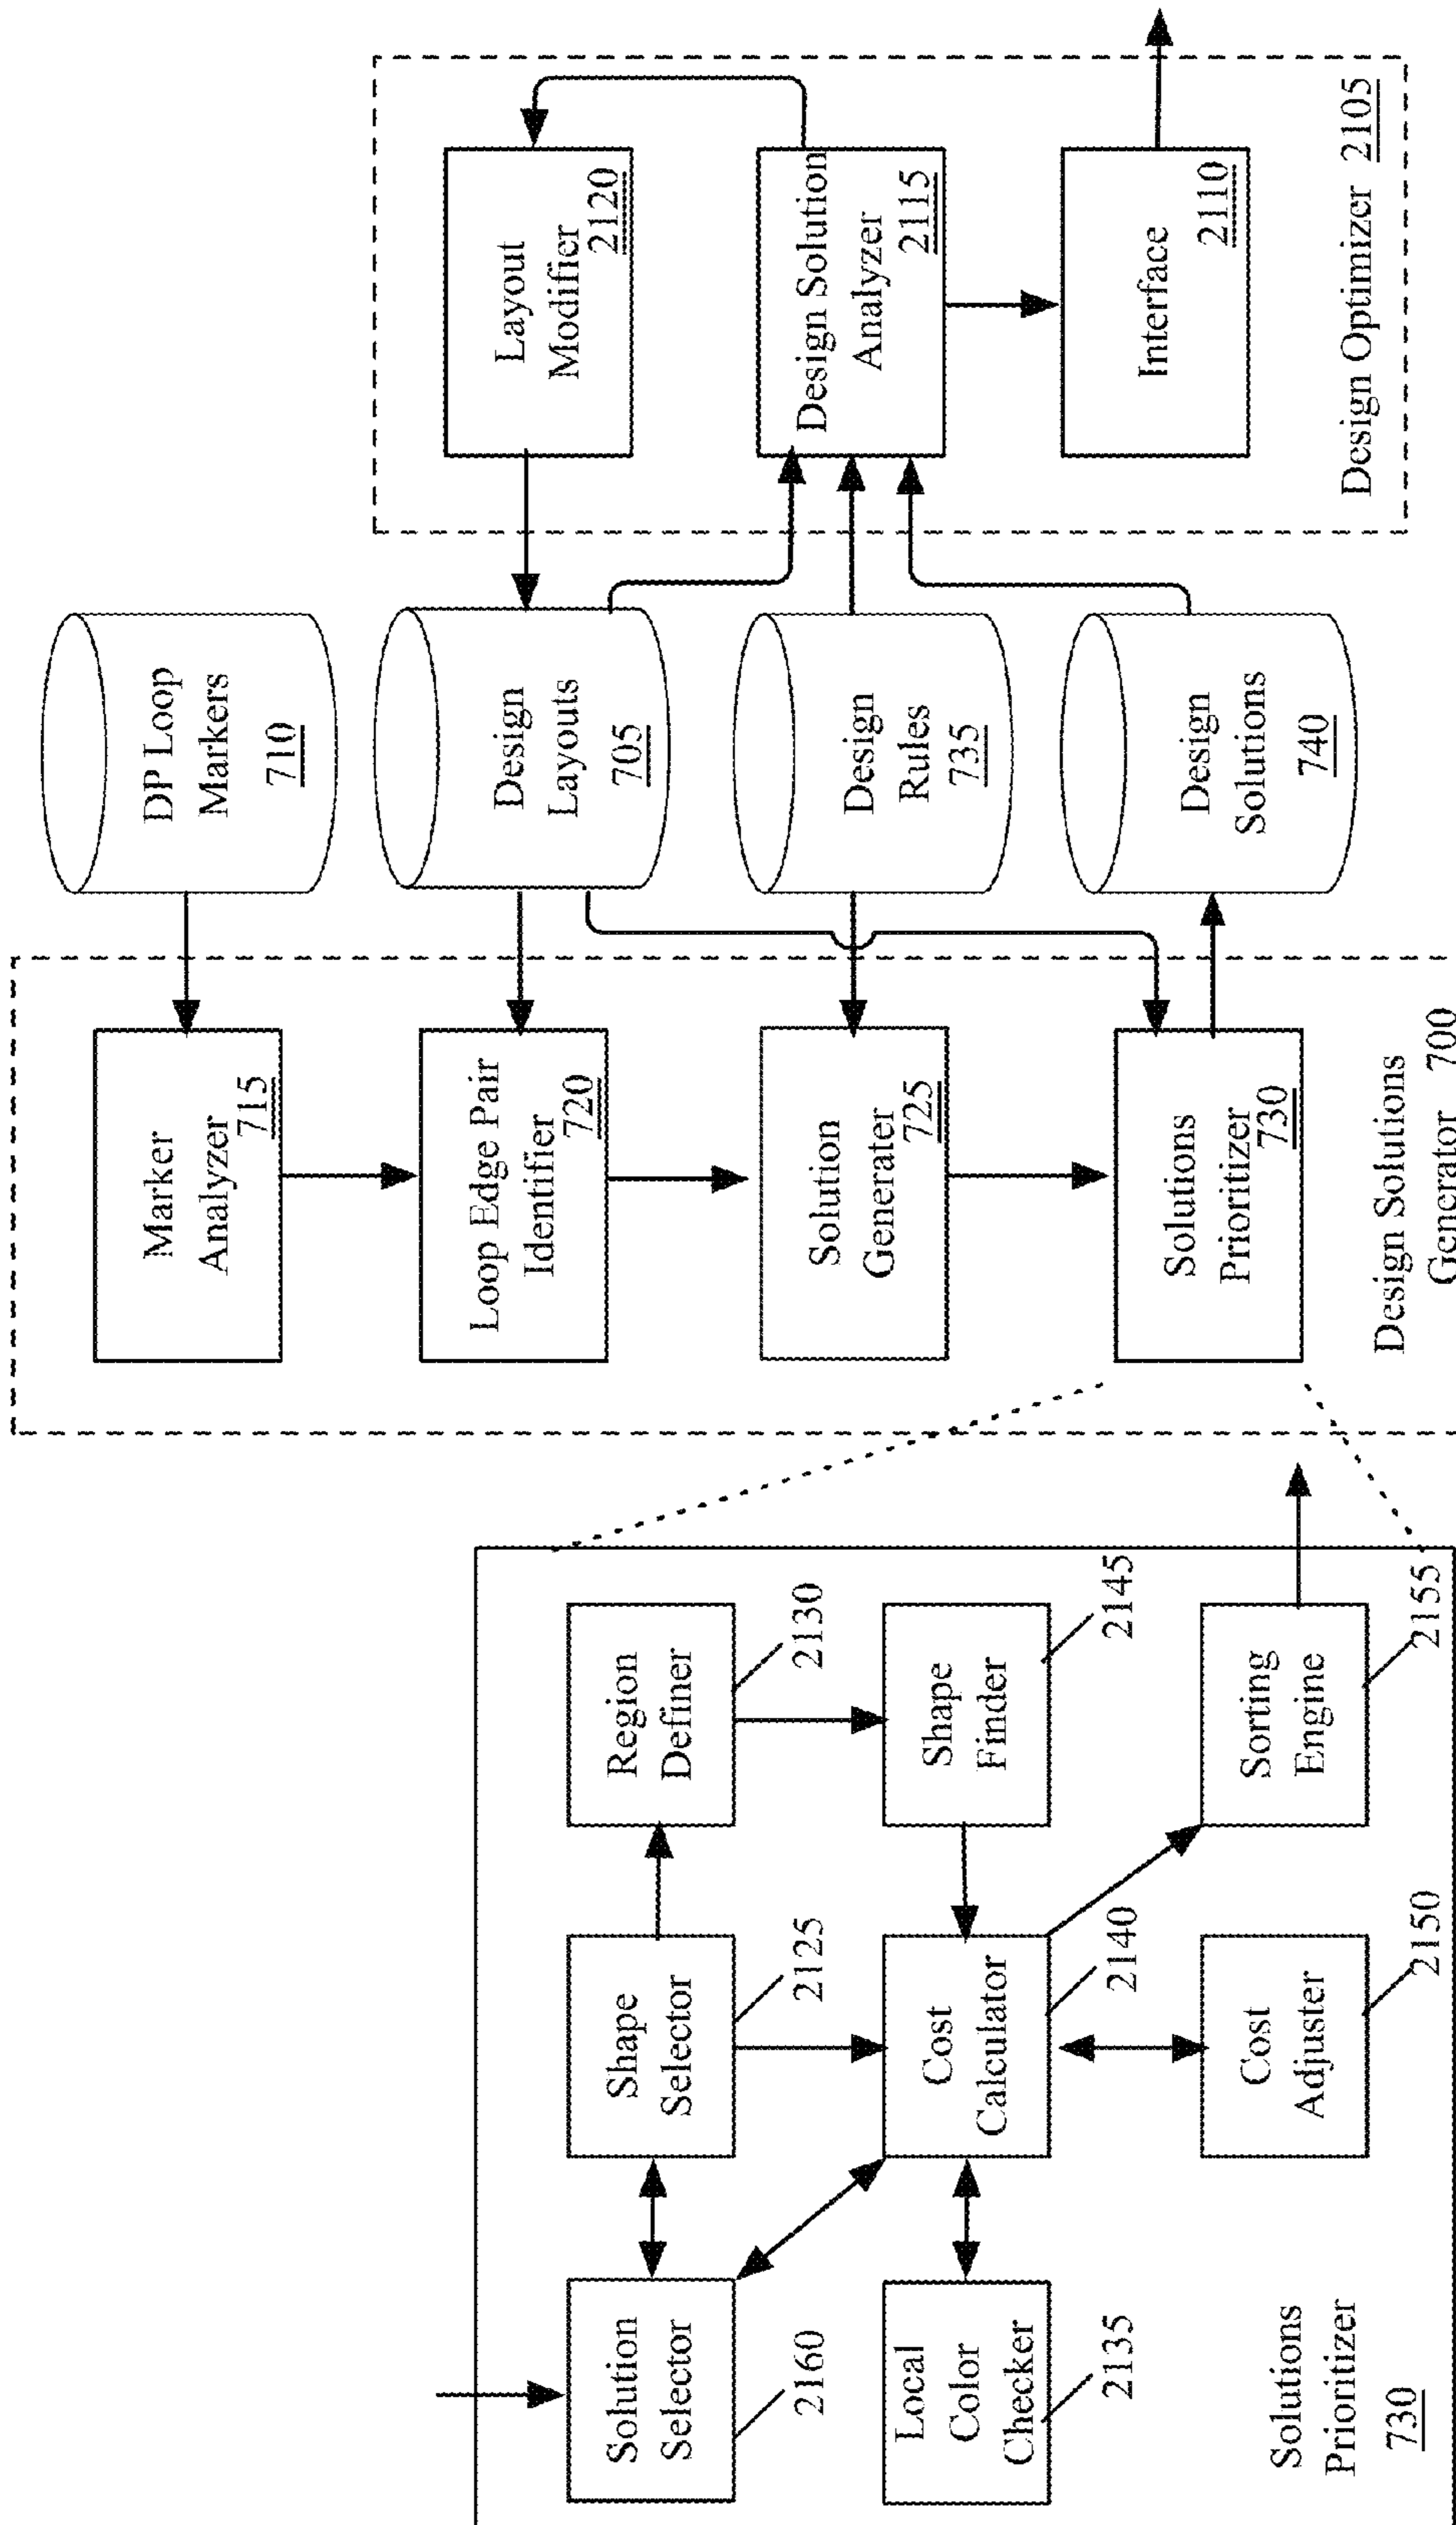 Solution
Selector
2160
Shape
Selector
2125
Region
Definer
2130
Local
Color
Checker
2135
Cost
Calculator
2140
Shape
Finder
2145
Cost
Adjuster
2150
Sorting
Engine
2155
Solutions
Prioritizer
730
Marker
Analyzer
715
Loop Edge Pair
Identifier
720
Solution
Generater
725
Solutions
Prioritizer
730
Design Solutions
Generator 700
DP Loop
Markers
710
Design
Layouts
705
Design
Rules
735
Design
Solutions
740
Layout
Modifier
2120
Design Solution
Analyzer
2115
Interface
2110
Design Optimizer 2105